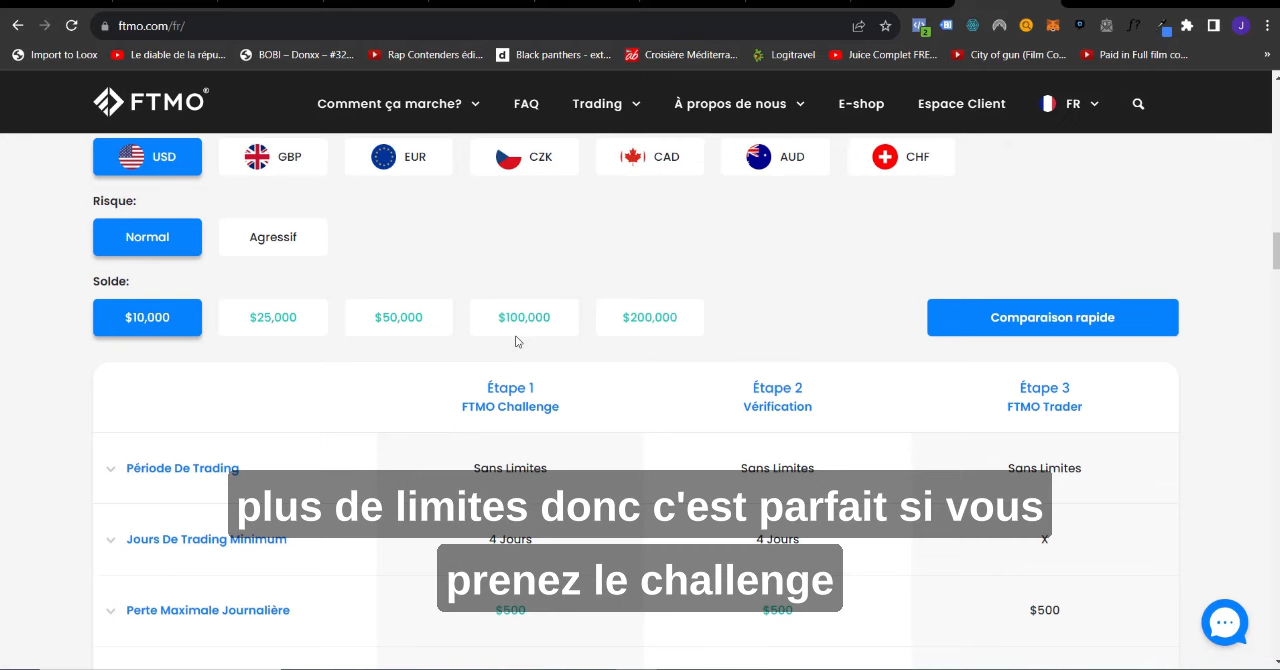 ftmo.com/fr/
2
J
Import to Loox
Le diable de la répu...
BOBI – Donxx – #32...
Rap Contenders édi...
d
Black panthers - ext...
Croisière Méditerra...
Logitravel
Juice Complet FRE...
City of gun (Film Co...
Paid in Full film co...
»
FTMO®
Comment ça marche?
FAQ
Trading
À propos de nous
E-shop
Espace Client
FR
USD
GBP
EUR
CZK
CAD
AUD
CHF
Risque:
Normal
Agressif
Solde:
$10,000
$25,000
$50,000
$100,000
$200,000
Comparaison rapide
Étape 1
FTMO Challenge
Étape 2
Vérification
Étape 3
FTMO Trader
Période De Trading
Sans Limites
Sans Limites
Sans Limites
plus de limites donc c'est parfait si vous
Jours De Trading Minimum
4 Jours
4 Jours
X
prenez le challenge
Perte Maximale Journalière
$500
$500
$500